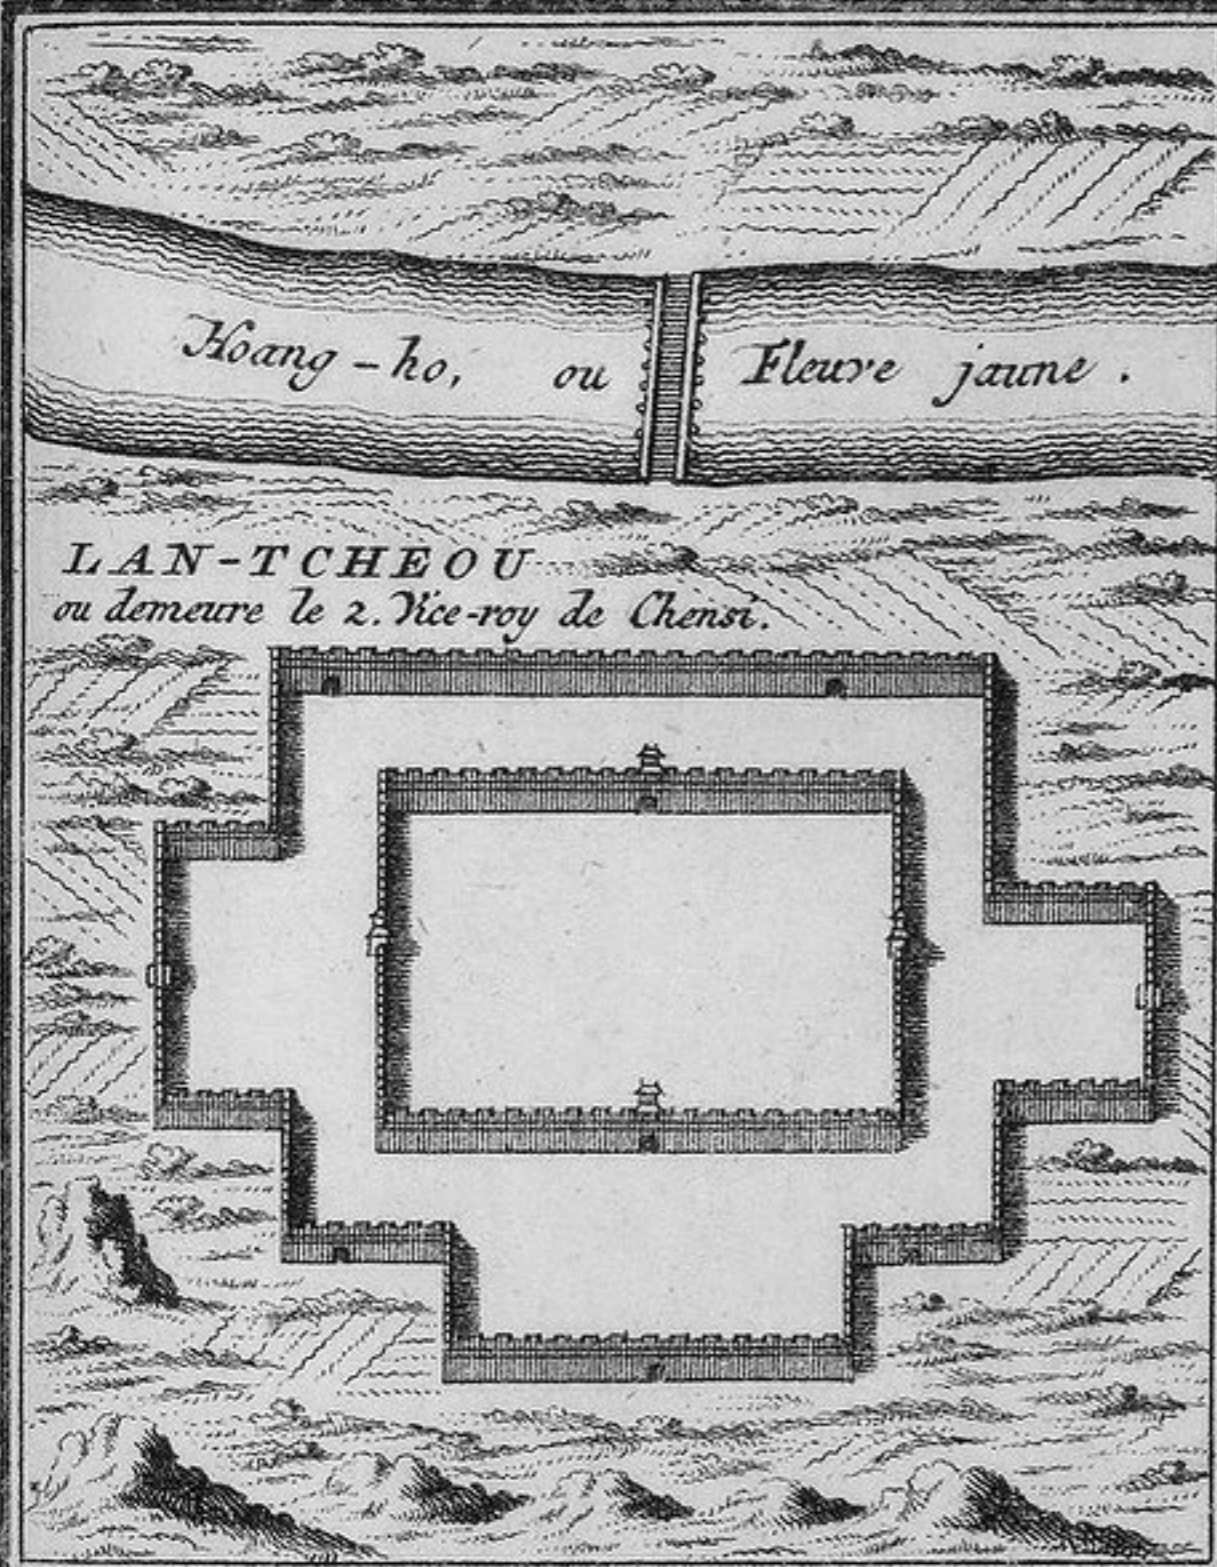 Hoang-ho, ou Fleuve jaune.
LAN-TCHEOU
ou demeure le 2. Vice-roy de Chensi.